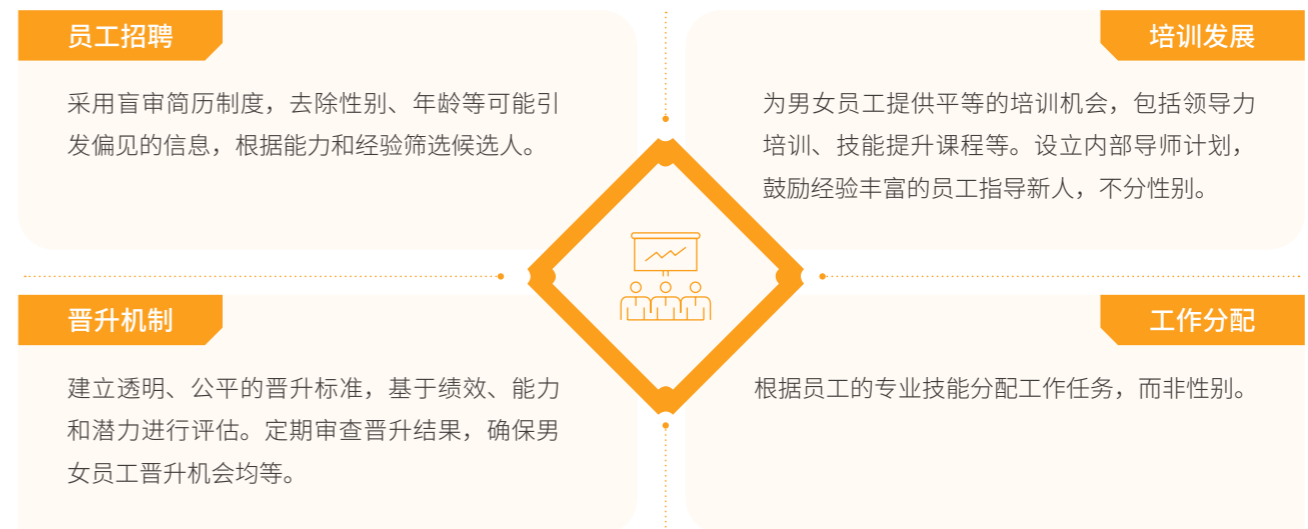 员工招聘
采用盲审简历制度，去除性别、年龄等可能引
发偏见的信息，根据能力和经验筛选候选人。
培训发展
为男女员工提供平等的培训机会，包括领导力
培训、技能提升课程等。设立内部导师计划，
鼓励经验丰富的员工指导新人，不分性别。
晋升机制
建立透明、公平的晋升标准，基于绩效、能力
和潜力进行评估。定期审查晋升结果，确保男
女员工晋升机会均等。
工作分配
根据员工的专业技能分配工作任务，而非性别。